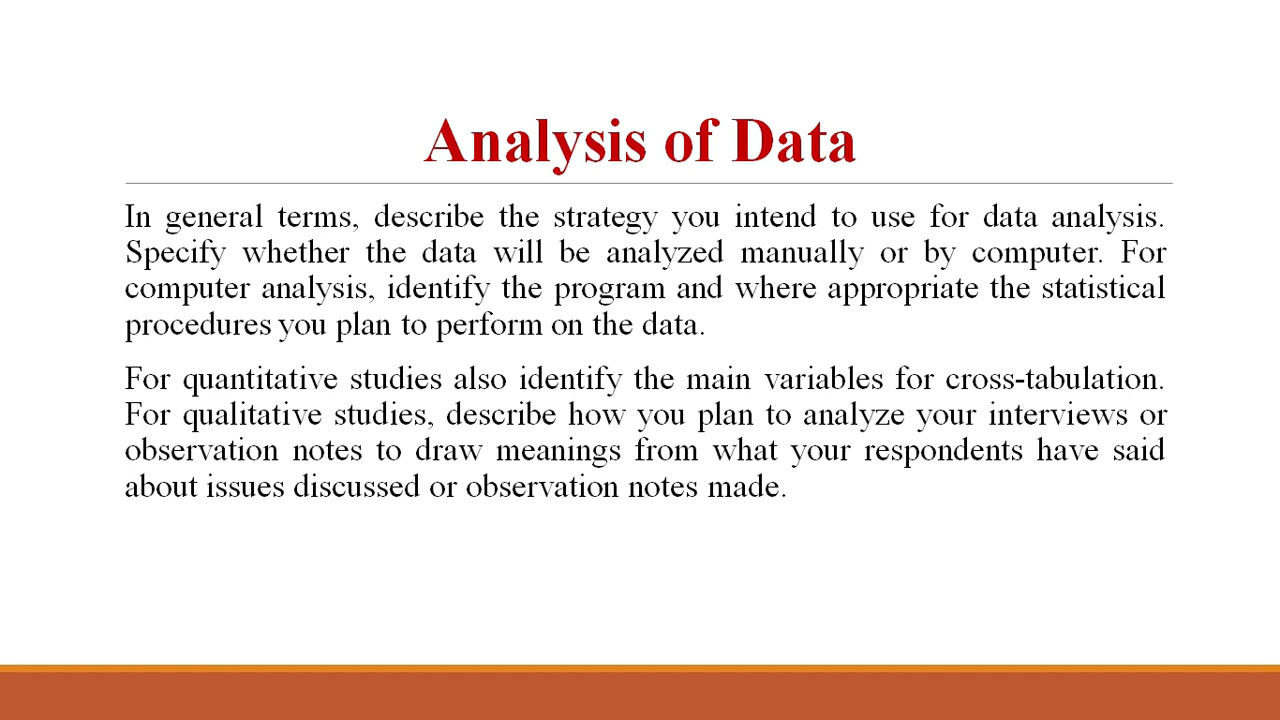 Analysis of Data
In general terms, describe the strategy you intend to use for data analysis.
Specify whether the data will be analyzed manually or by computer. For
computer analysis, identify the program and where appropriate the statistical
procedures you plan to perform on the data.
For quantitative studies also identify the main variables for cross-tabulation.
For qualitative studies, describe how you plan to analyze your interviews or
observation notes to draw meanings from what your respondents have said
about issues discussed or observation notes made.